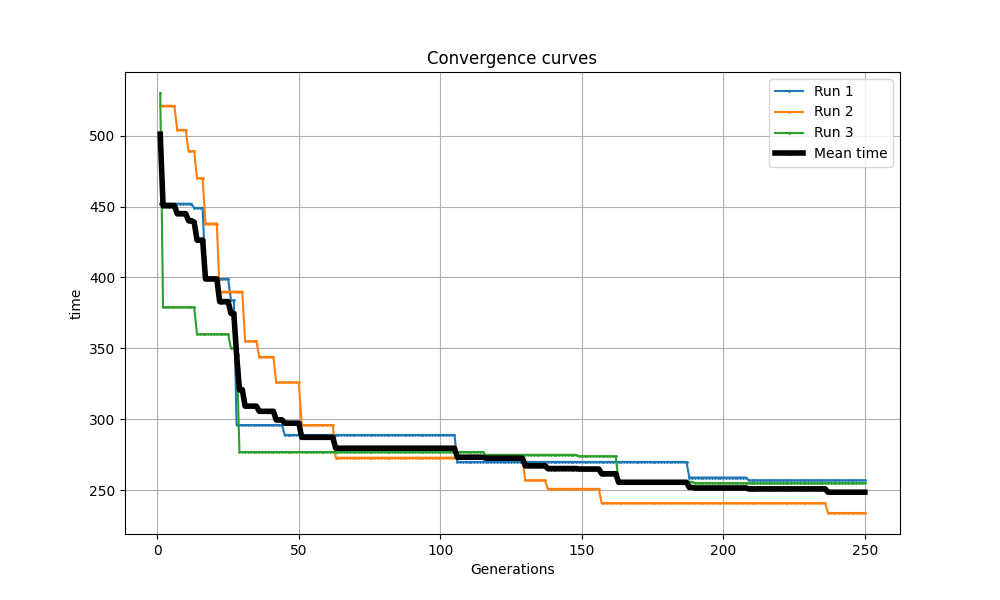 Convergence curves
Run 1
Run 2
Run 3
Mean time
time
500
450
400
350
300
250
0 50 100 150 200 250
Generations